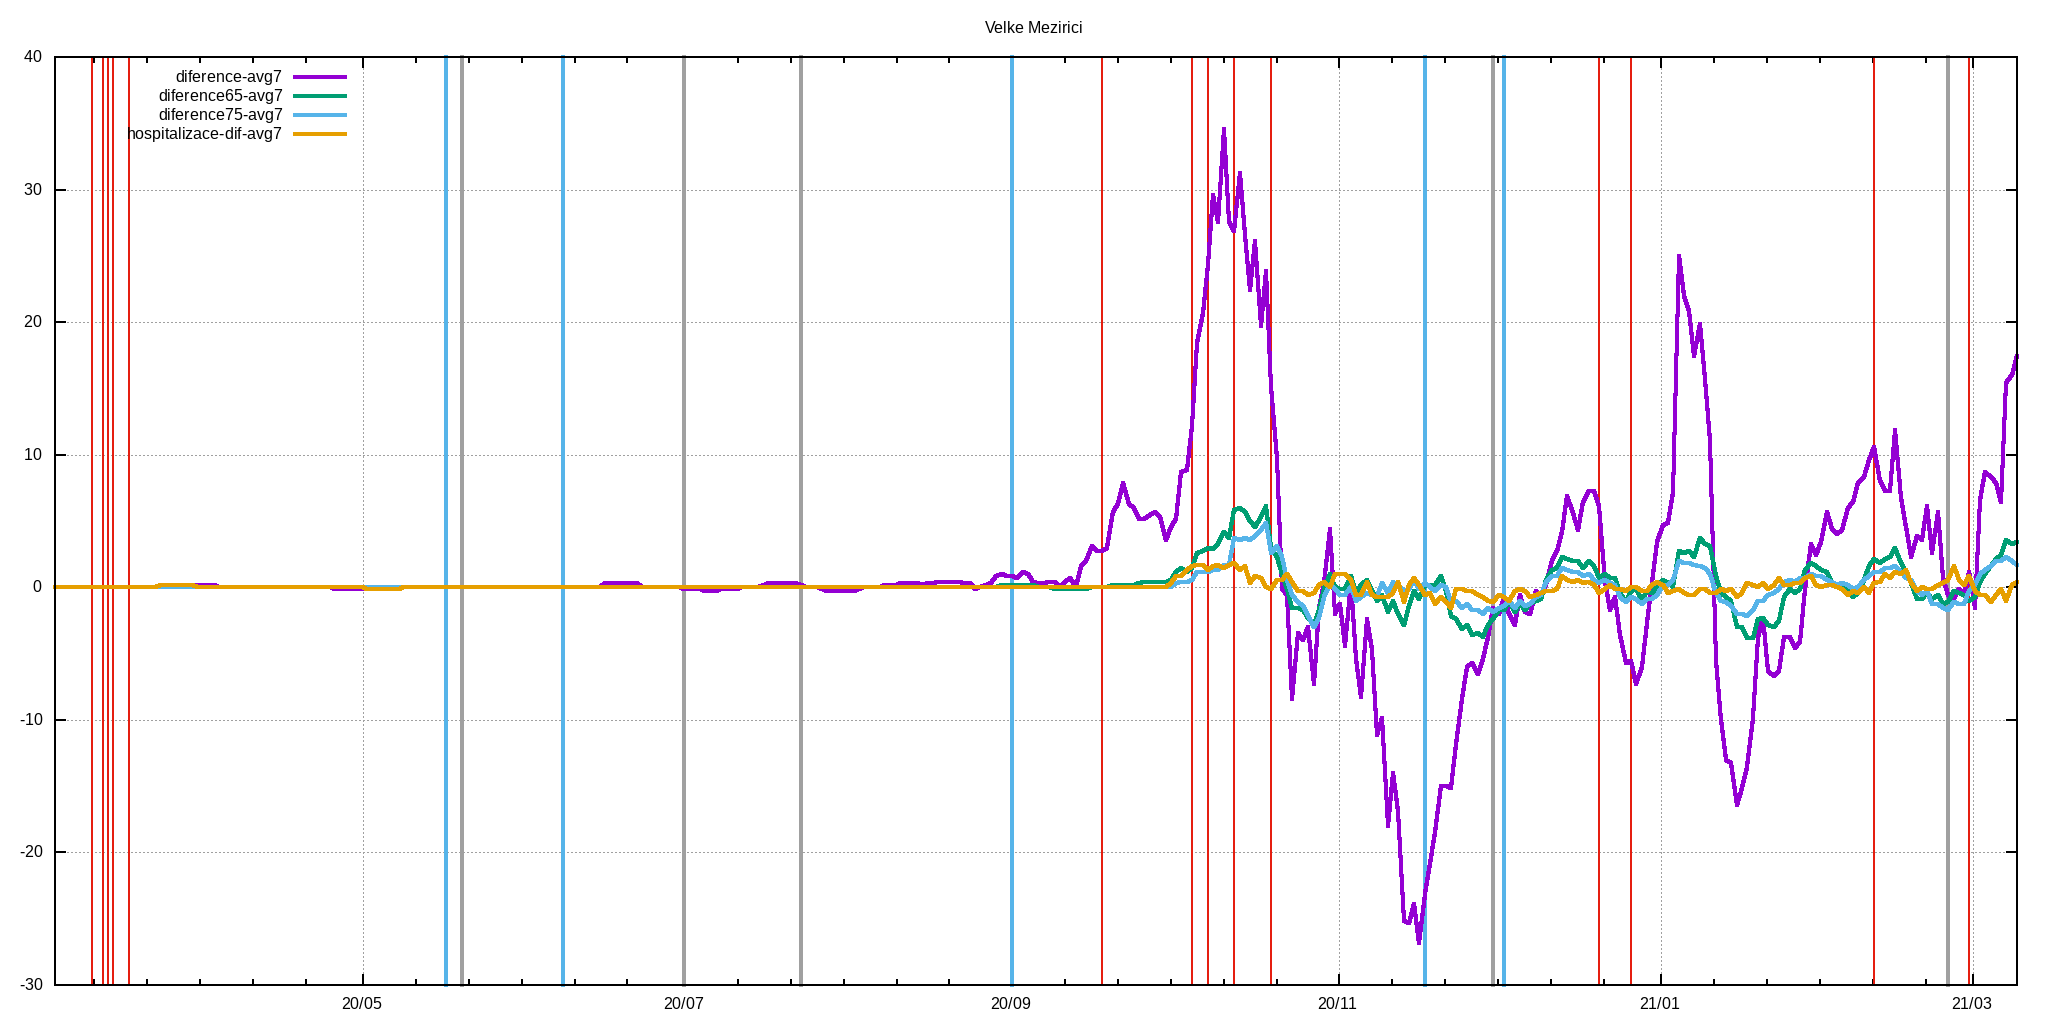 Velke Mezirici
diference-avg7
diference65-avg7
diference75-avg7
hospitalizace-dif-avg7
40
30
20
10
0
-10
-20
-30
20/05
20/07
20/09
20/11
21/01
21/03